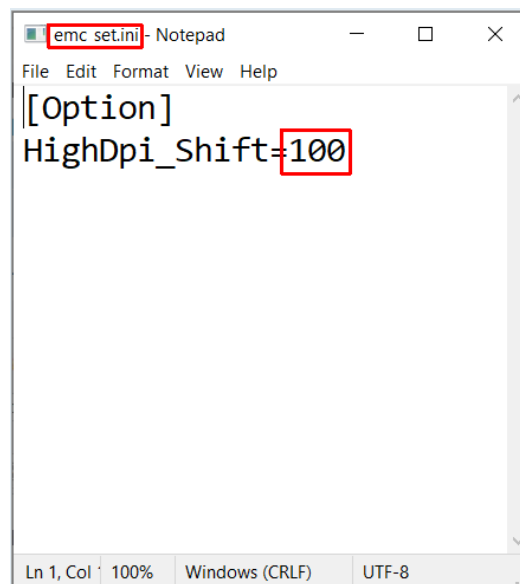 emc set.ini - Notepad
File Edit Format View Help
[Option]
HighDpi_Shift=100
Ln 1, Col 100% Windows (CRLF) UTF-8